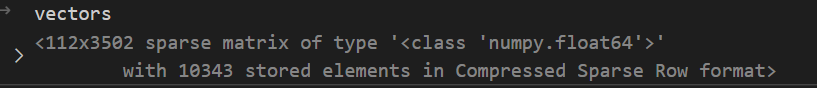 vectors
<112x3502 sparse matrix of type '<class 'numpy.float64'>'
with 10343 stored elements in Compressed Sparse Row format>